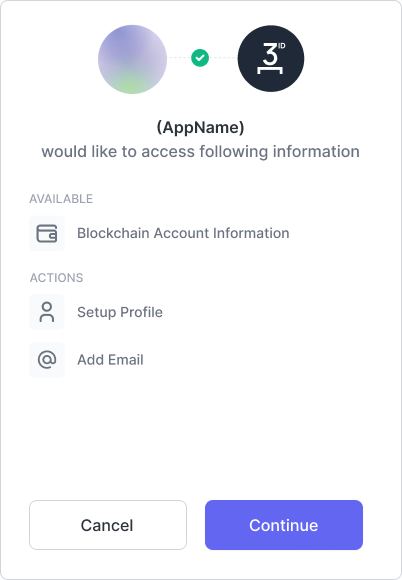 3ID
(AppName)
would like to access following information
AVAILABLE
Blockchain Account Information
ACTIONS
Setup Profile
Add Email
Cancel
Continue